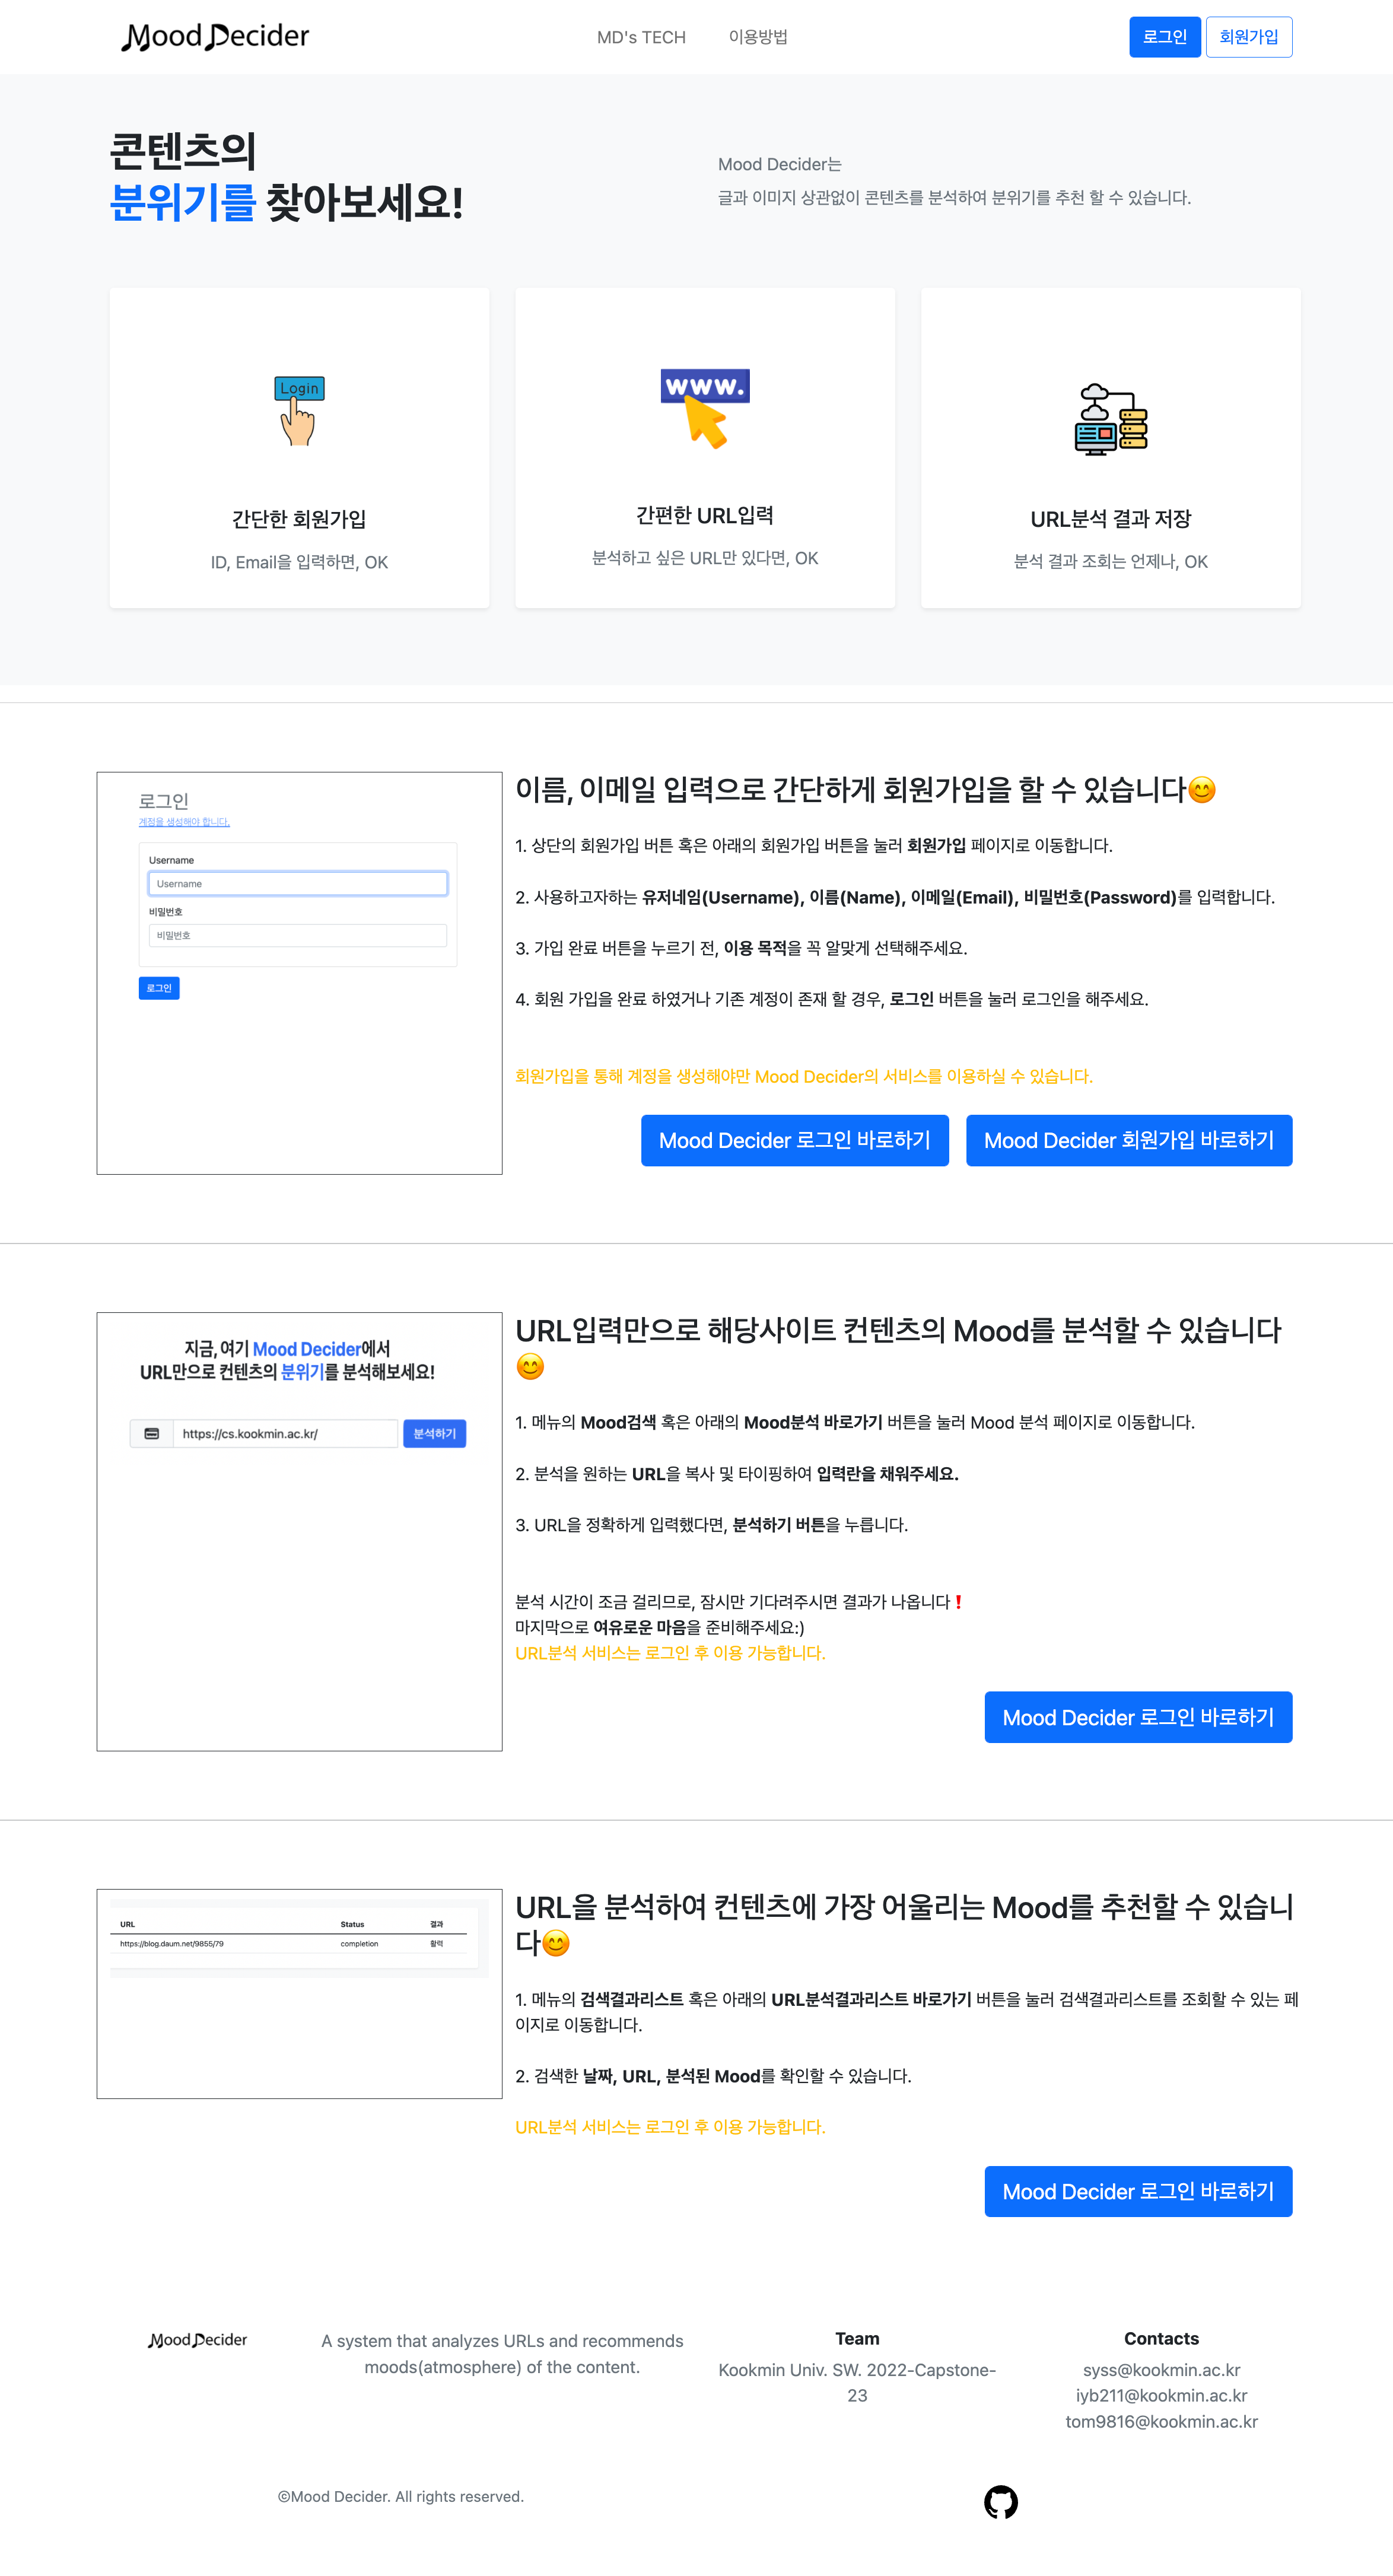 Mood Decider
MD's TECH
이용방법
로그인
회원가입
콘텐츠의
분위기를 찾아보세요!
Mood Decider는
글과 이미지 상관없이 콘텐츠를 분석하여 분위기를 추천 할 수 있습니다.
Login
간단한 회원가입
ID, Email을 입력하면, OK
www.
간편한 URL입력
분석하고 싶은 URL만 있다면, OK
URL분석 결과 저장
분석 결과 조회는 언제나, OK
로그인
계정을 생성해야 합니다.
Username
Username
비밀번호
비밀번호
로그인
이름, 이메일 입력으로 간단하게 회원가입을 할 수 있습니다😊
1. 상단의 회원가입 버튼 혹은 아래의 회원가입 버튼을 눌러 회원가입 페이지로 이동합니다.
2. 사용하고자하는 유저네임(Username), 이름(Name), 이메일(Email), 비밀번호(Password)를 입력합니다.
3. 가입 완료 버튼을 누르기 전, 이용 목적을 꼭 알맞게 선택해주세요.
4. 회원 가입을 완료 하였거나 기존 계정이 존재 할 경우, 로그인 버튼을 눌러 로그인을 해주세요.
회원가입을 통해 계정을 생성해야만 Mood Decider의 서비스를 이용하실 수 있습니다.
Mood Decider 로그인 바로하기
Mood Decider 회원가입 바로하기
지금, 여기 Mood Decider에서
URL만으로 컨텐츠의 분위기를 분석해보세요!
https://cs.kookmin.ac.kr/
분석하기
URL입력만으로 해당사이트 컨텐츠의 Mood를 분석할 수 있습니다
😊
1. 메뉴의 Mood검색 혹은 아래의 Mood분석 바로가기 버튼을 눌러 Mood 분석 페이지로 이동합니다.
2. 분석을 원하는 URL을 복사 및 타이핑하여 입력란을 채워주세요.
3. URL을 정확하게 입력했다면, 분석하기 버튼을 누릅니다.
분석 시간이 조금 걸리므로, 잠시만 기다려주시면 결과가 나옵니다❗
마지막으로 여유로운 마음을 준비해주세요:)
URL분석 서비스는 로그인 후 이용 가능합니다.
Mood Decider 로그인 바로하기
URL Status 결과
https://blog.daum.net/9855/79 completion 활력
URL을 분석하여 컨텐츠에 가장 어울리는 Mood를 추천할 수 있습니
다😊
1. 메뉴의 검색결과리스트 혹은 아래의 URL분석결과리스트 바로가기 버튼을 눌러 검색결과리스트를 조회할 수 있는 페
이지로 이동합니다.
2. 검색한 날짜, URL, 분석된 Mood를 확인할 수 있습니다.
URL분석 서비스는 로그인 후 이용 가능합니다.
Mood Decider 로그인 바로하기
Mood Decider
A system that analyzes URLs and recommends
moods(atmosphere) of the content.
Team
Kookmin Univ. SW. 2022-Capstone-
23
Contacts
syss@kookmin.ac.kr
iyb211@kookmin.ac.kr
tom9816@kookmin.ac.kr
©Mood Decider. All rights reserved.